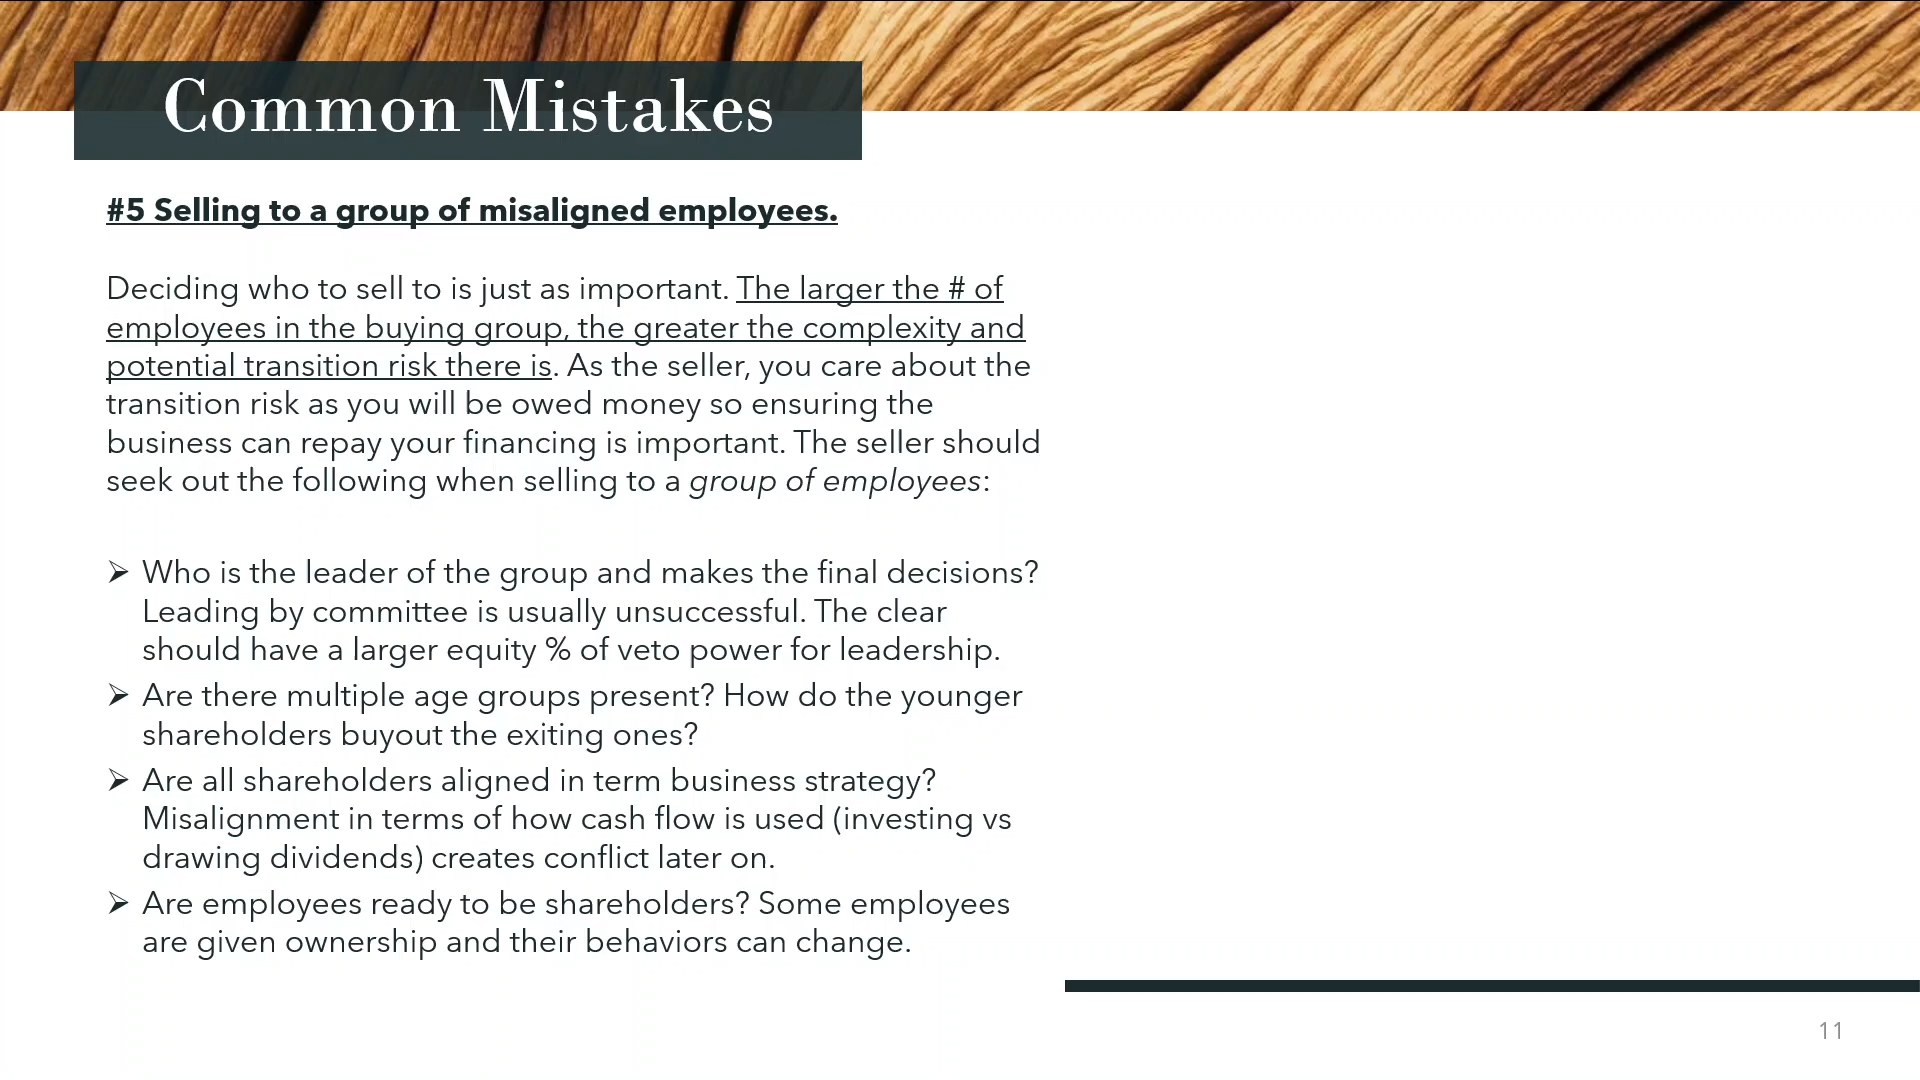 Common Mistakes
#5 Selling to a group of misaligned employees.
Deciding who to sell to is just as important. The larger the # of
employees in the buying group, the greater the complexity and
potential transition risk there is. As the seller, you care about the
transition risk as you will be owed money so ensuring the
business can repay your financing is important. The seller should
seek out the following when selling to a group of employees:
➢ Who is the leader of the group and makes the final decisions?
Leading by committee is usually unsuccessful. The clear
should have a larger equity % of veto power for leadership.
➢ Are there multiple age groups present? How do the younger
shareholders buyout the exiting ones?
➢ Are all shareholders aligned in term business strategy?
Misalignment in terms of how cash flow is used (investing vs
drawing dividends) creates conflict later on.
➢ Are employees ready to be shareholders? Some employees
are given ownership and their behaviors can change.
11